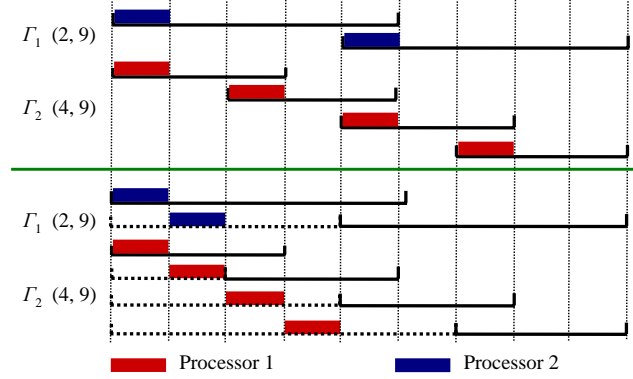 Γ₁ (2, 9)
Γ₂ (4, 9)
Γ₁ (2, 9)
Γ₂ (4, 9)
Processor 1 Processor 2